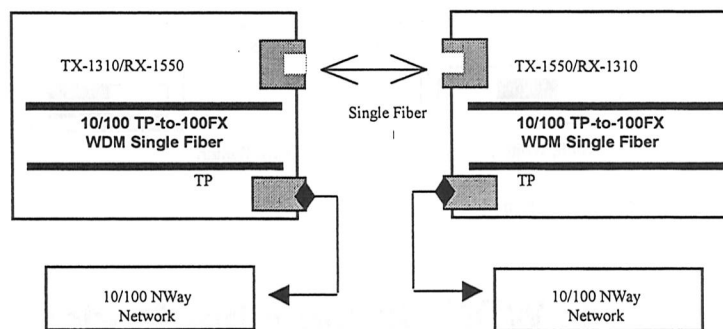 TX-1310/RX-1550
10/100 TP-to-100FX
WDM Single Fiber
TP
Single Fiber
TX-1550/RX-1310
10/100 TP-to-100FX
WDM Single Fiber
TP
10/100 NWay
Network
10/100 NWay
Network